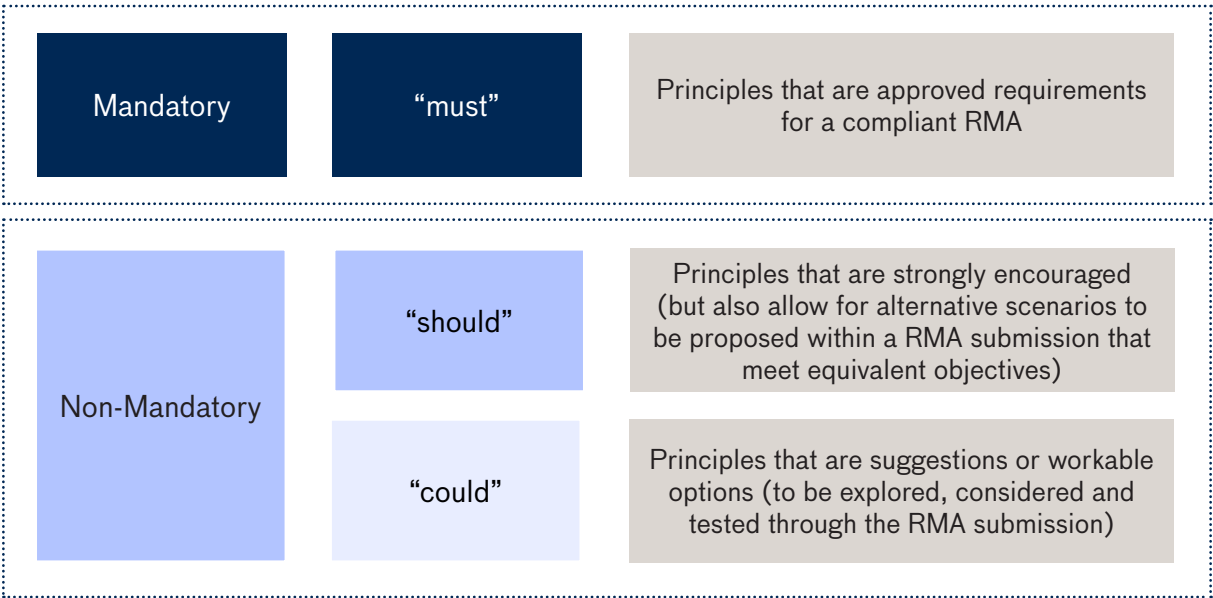 Mandatory
“must”
Principles that are approved requirements
for a compliant RMA
Non-Mandatory
“should”
Principles that are strongly encouraged
(but also allow for alternative scenarios to
be proposed within a RMA submission that
meet equivalent objectives)
“could”
Principles that are suggestions or workable
options (to be explored, considered and
tested through the RMA submission)